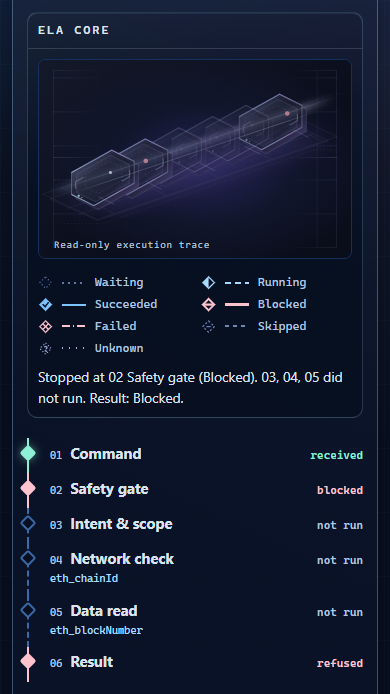 ELA CORE
Read-only execution trace
Waiting
Running
Succeeded
Blocked
Failed
Skipped
? Unknown
Stopped at 02 Safety gate (Blocked). 03, 04, 05 did
not run. Result: Blocked.
01 Command received
02 Safety gate blocked
03 Intent & scope not run
04 Network check not run
eth_chainId
05 Data read not run
eth_blockNumber
06 Result refused